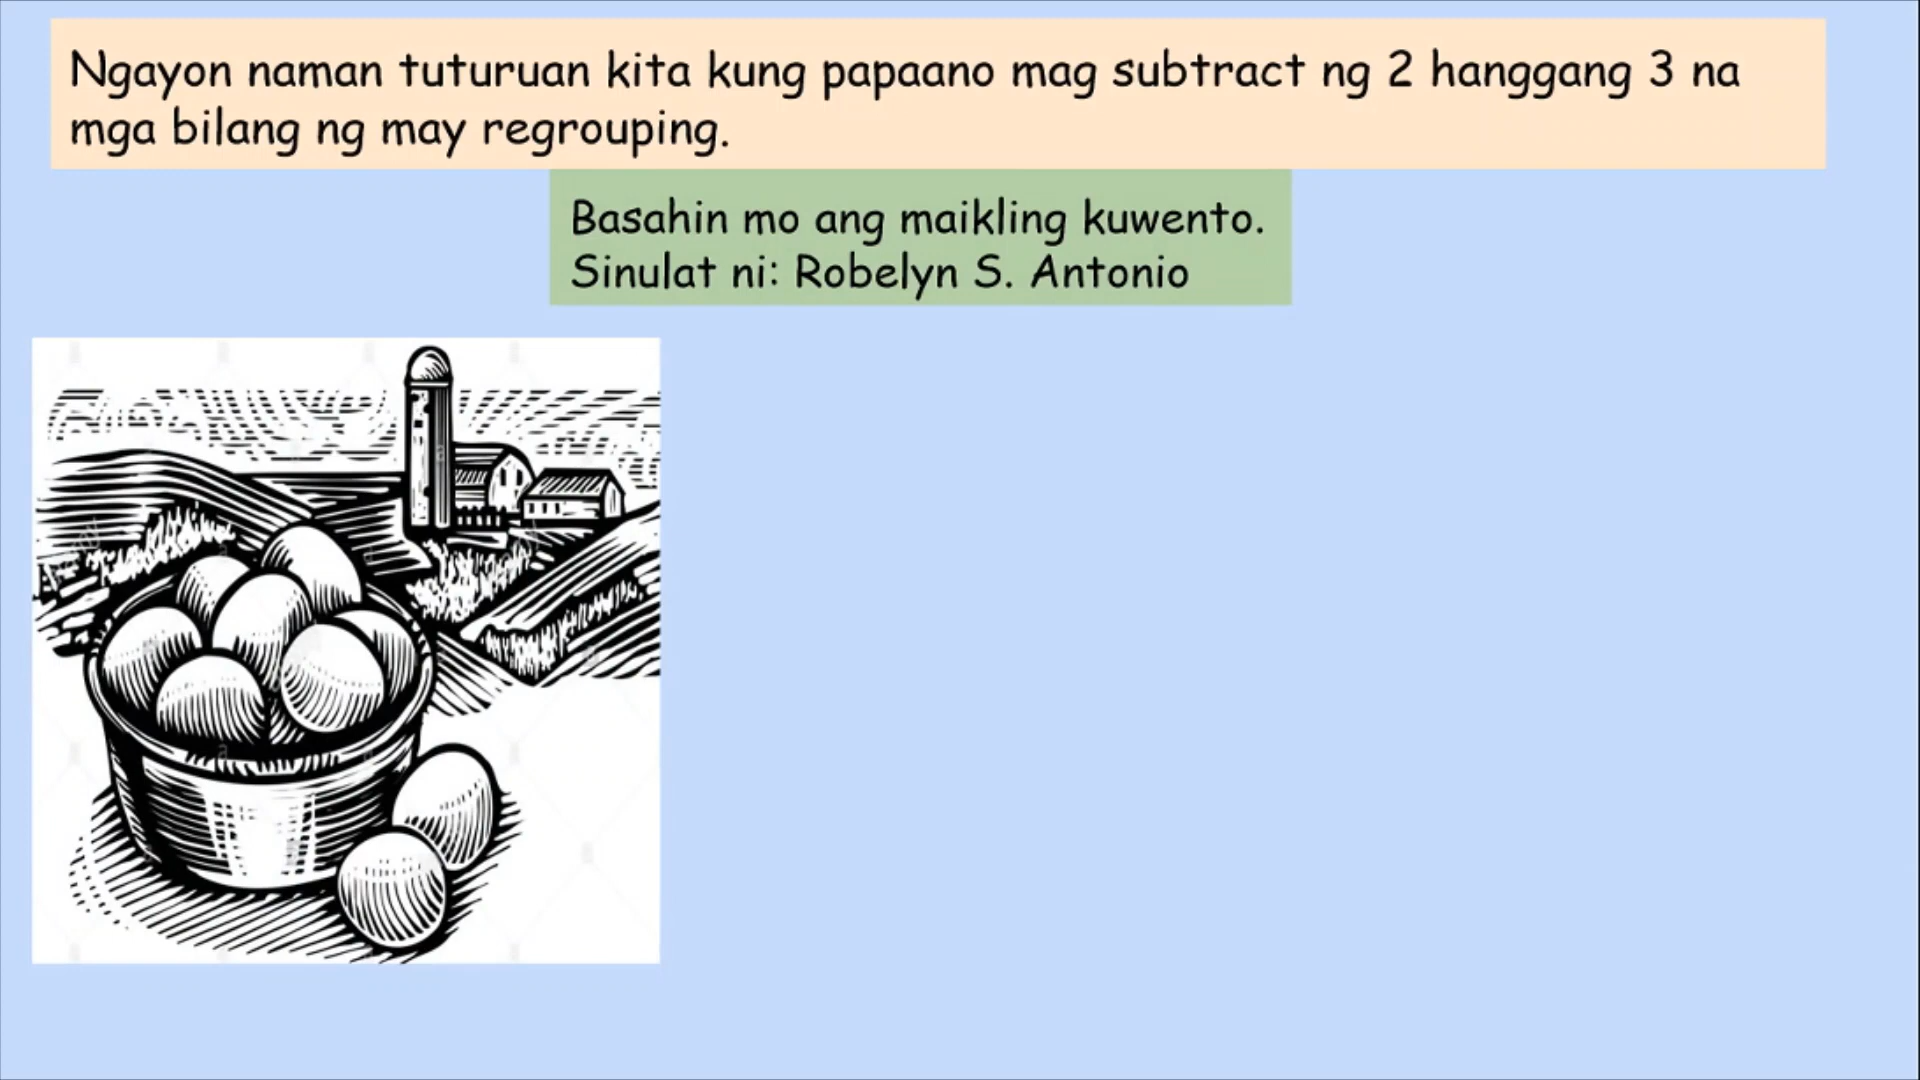 Ngayon naman tuturuan kita kung papaano mag subtract ng 2 hanggang 3 na
mga bilang ng may regrouping.
Basahin mo ang maikling kuwento.
Sinulat ni: Robelyn S. Antonio